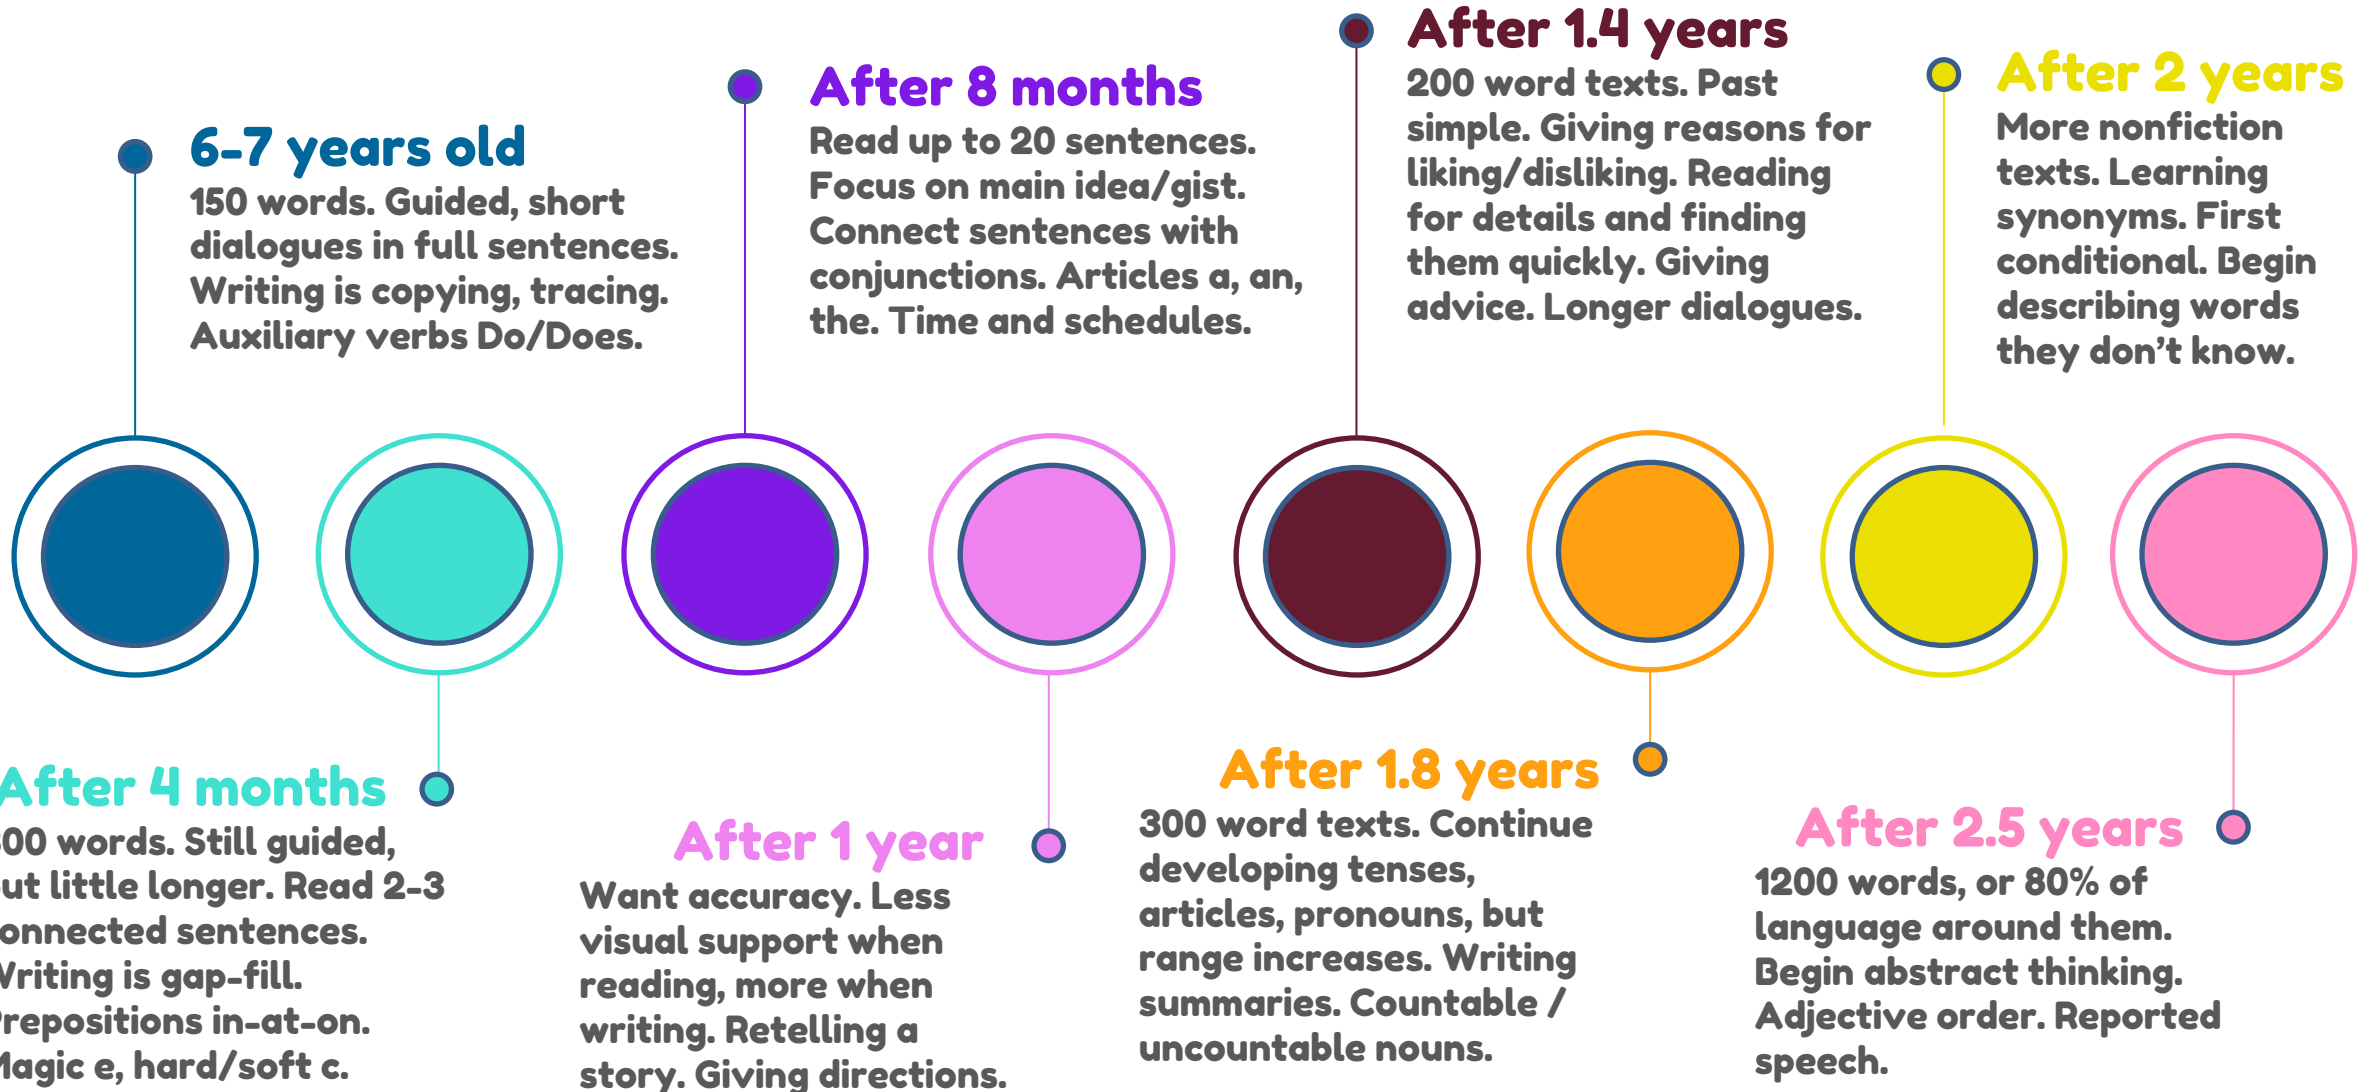 6-7 years old
150 words. Guided, short
dialogues in full sentences.
Writing is copying, tracing.
Auxiliary verbs Do/Does.
After 4 months
00 words. Still guided,
ut little longer. Read 2-3
onnected sentences.
Writing is gap-fill.
Prepositions in-at-on.
Magic e, hard/soft c.
After 8 months
Read up to 20 sentences.
Focus on main idea/gist.
Connect sentences with
conjunctions. Articles a, an,
the. Time and schedules.
After 1 year
Want accuracy. Less
visual support when
reading, more when
writing. Retelling a
story. Giving directions.
After 1.4 years
200 word texts. Past
simple. Giving reasons for
liking/disliking. Reading
for details and finding
them quickly. Giving
advice. Longer dialogues.
After 1.8 years
300 word texts. Continue
developing tenses,
articles, pronouns, but
range increases. Writing
summaries. Countable /
uncountable nouns.
After 2 years
More nonfiction
texts. Learning
synonyms. First
conditional. Begin
describing words
they don’t know.
After 2.5 years
1200 words, or 80% of
language around them.
Begin abstract thinking.
Adjective order. Reported
speech.